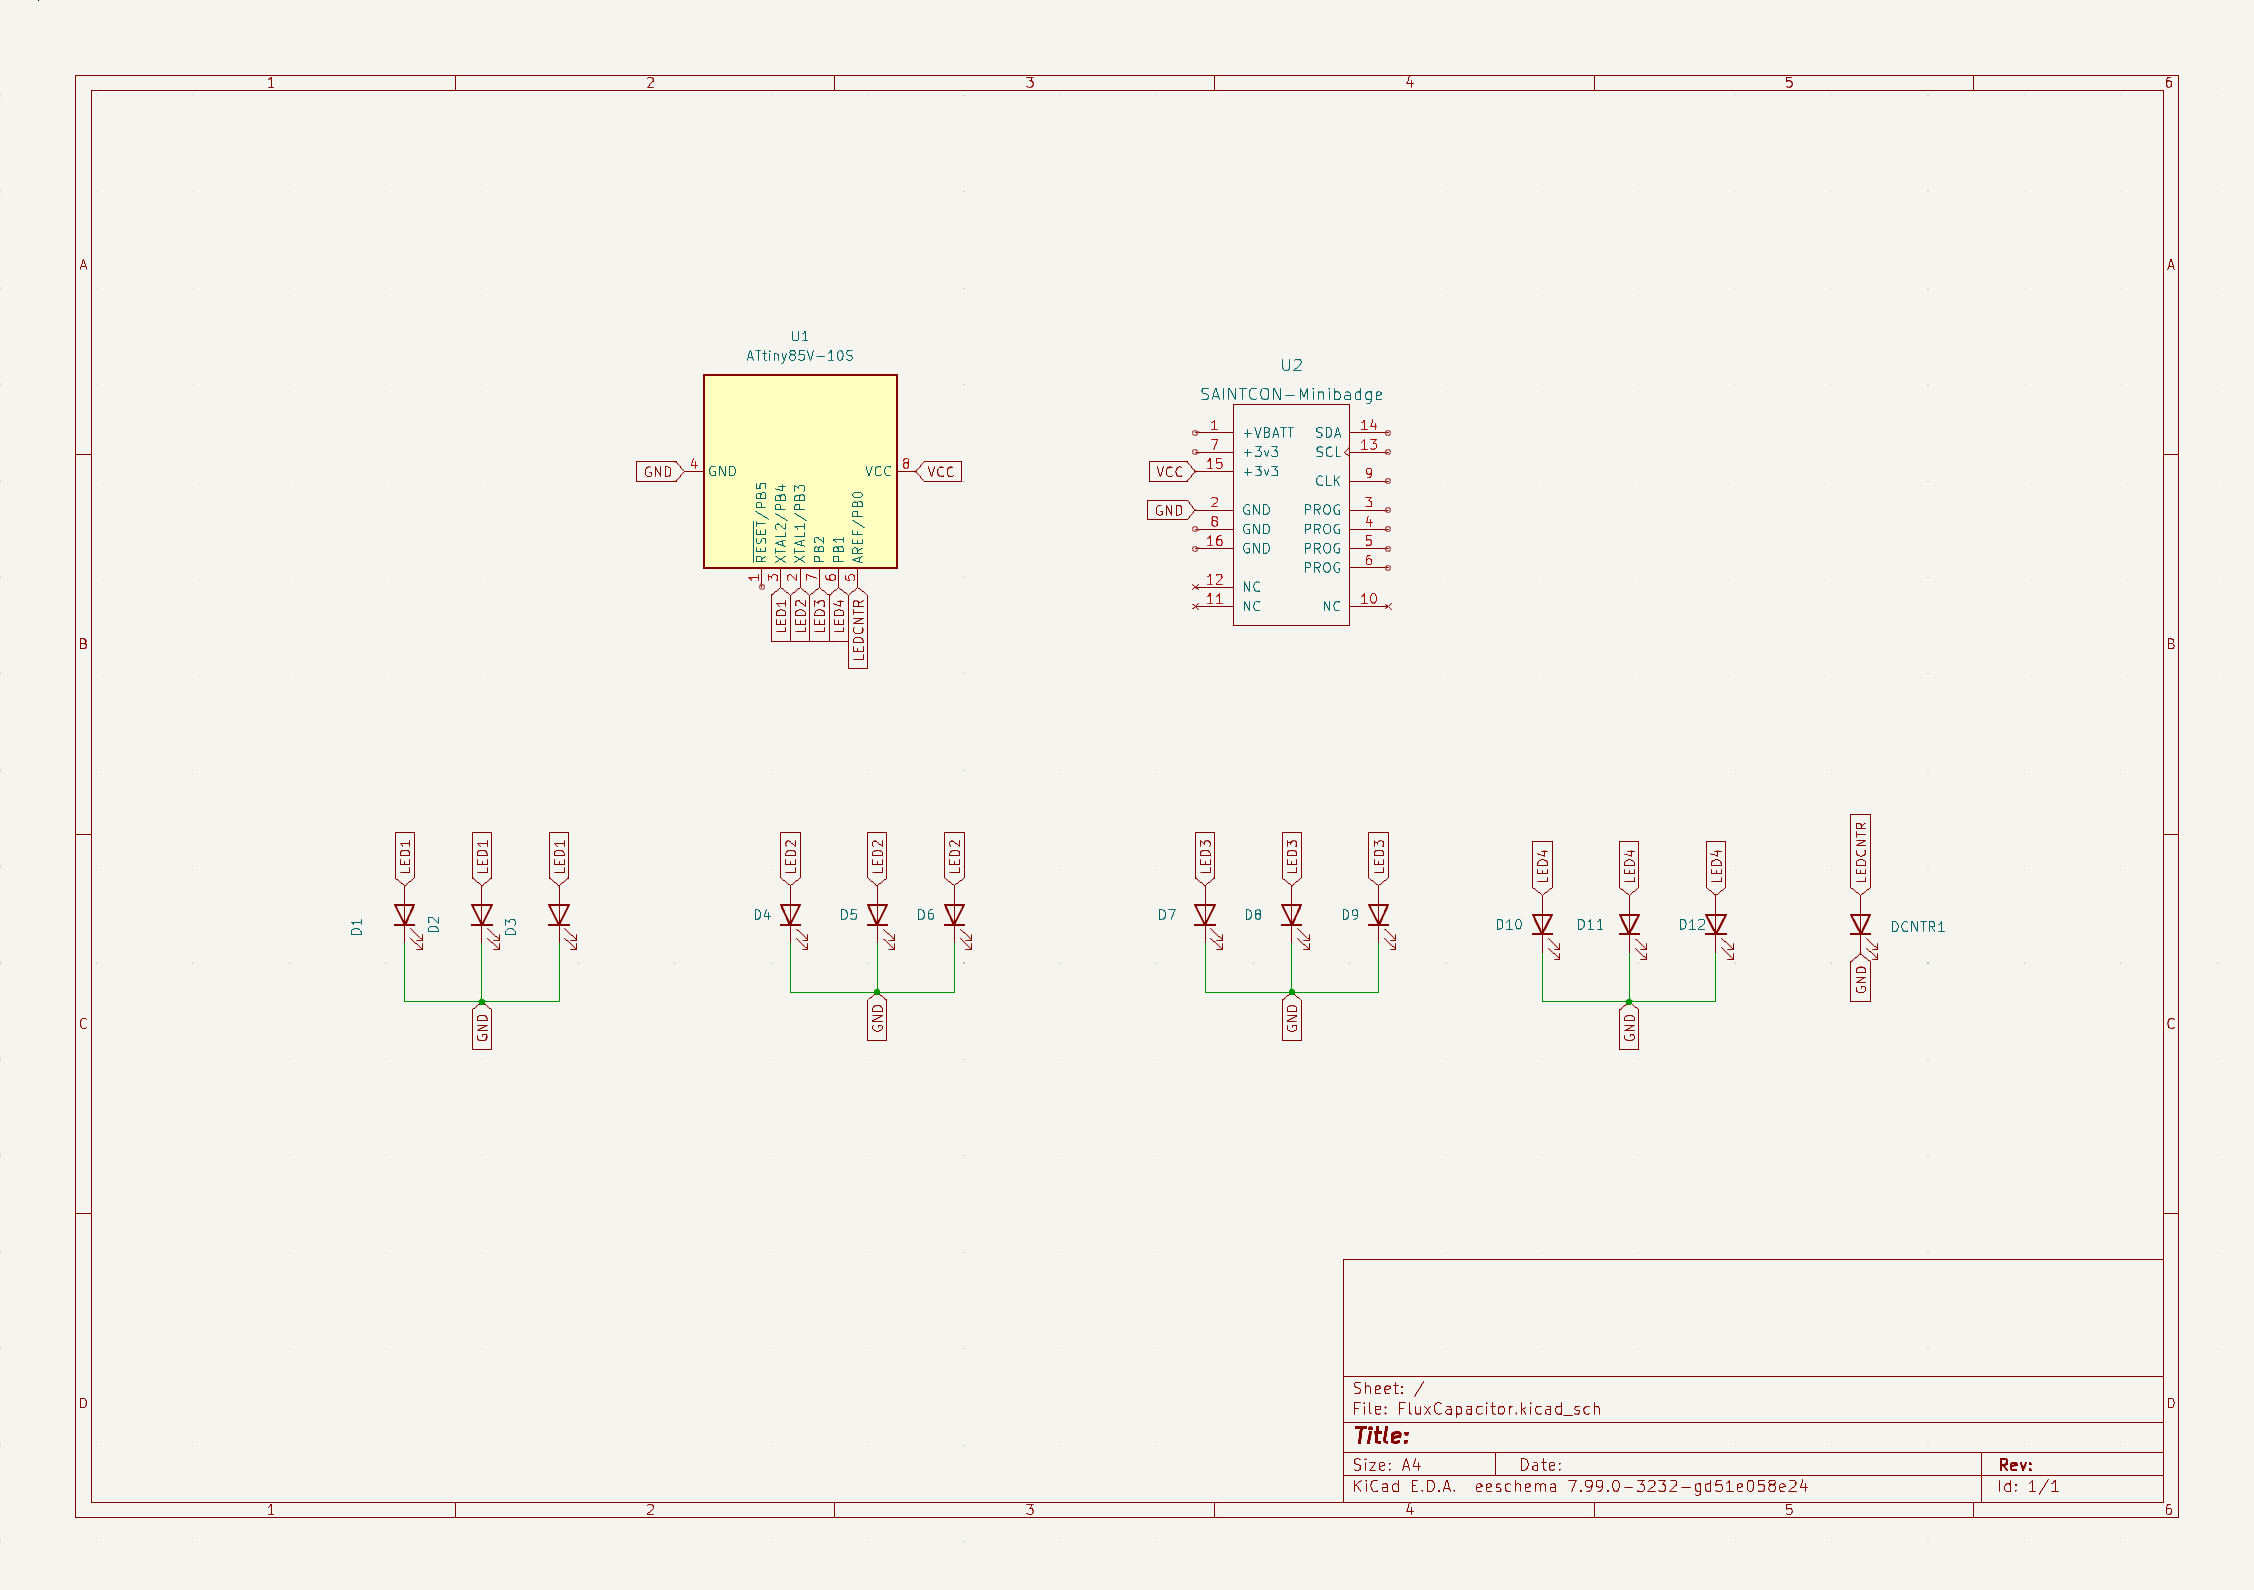 1 2 3 4 5 6
A A
U1
ATtiny85V-10S
U2
SAINTCON-Minibadge
1 +VBATT SDA 14
7 +3v3 SCL 13
VCC 15 +3v3
CLK 9
GND 4 GND VCC 8 VCC
GND 2 GND PROG 3
8 GND PROG 4
16 GND PROG 5
PROG 6
12 NC
11 NC NC 10
RESET/PB5
XTAL2/PB4
XTAL1/PB3
PB2
PB1
AREF/PB0
1 3 2 7 6 5
LED1
LED2
LED3
LED4
LEDCNTR
B B
LED1 LED1 LED1 LED2 LED2 LED2 LED3 LED3 LED3 LED4 LED4 LED4 LEDCNTR
D1 D2 D3 D4 D5 D6 D7 D8 D9 D10 D11 D12 DCNTR1
GND GND GND GND GND
C C
Sheet: /
File: FluxCapacitor.kicad_sch
Title:
Size: A4 Date: Rev:
KiCad E.D.A. eeschema 7.99.0-3232-gd51e058e24 Id: 1/1
D D
1 2 3 4 5 6